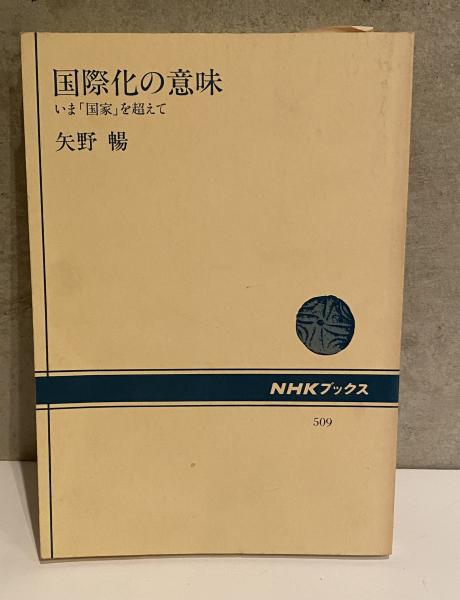 国際化の意味
いま「国家」を超えて
矢野 暢
NHKブックス
509